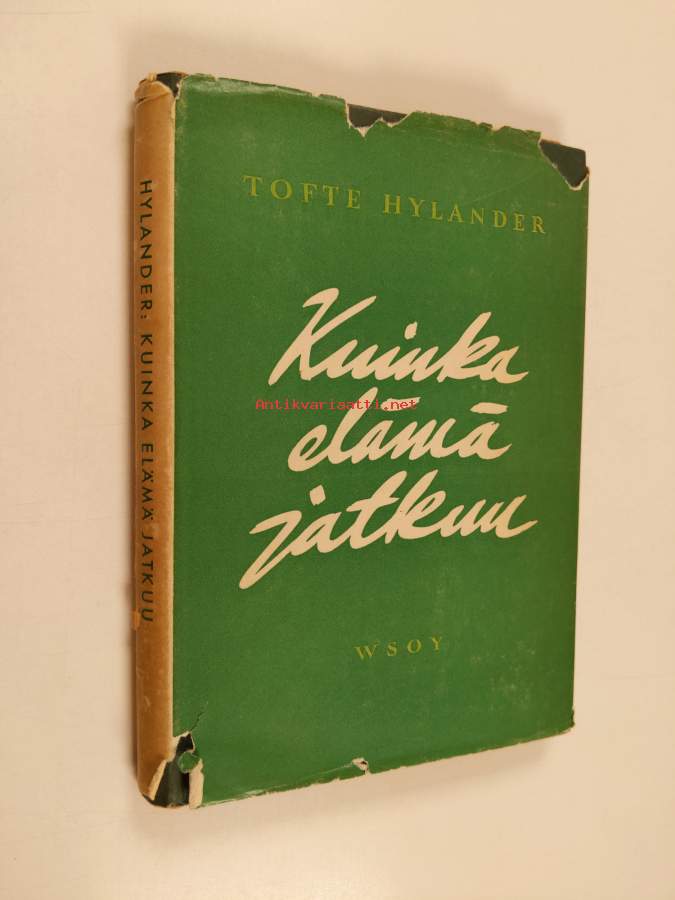 TOFTE HYLANDER
Kuinka
elämä
jatkuu
WSOY
HYLANDER: KUINKA ELÄMÄ JATKUU
Antikvariaatti.net